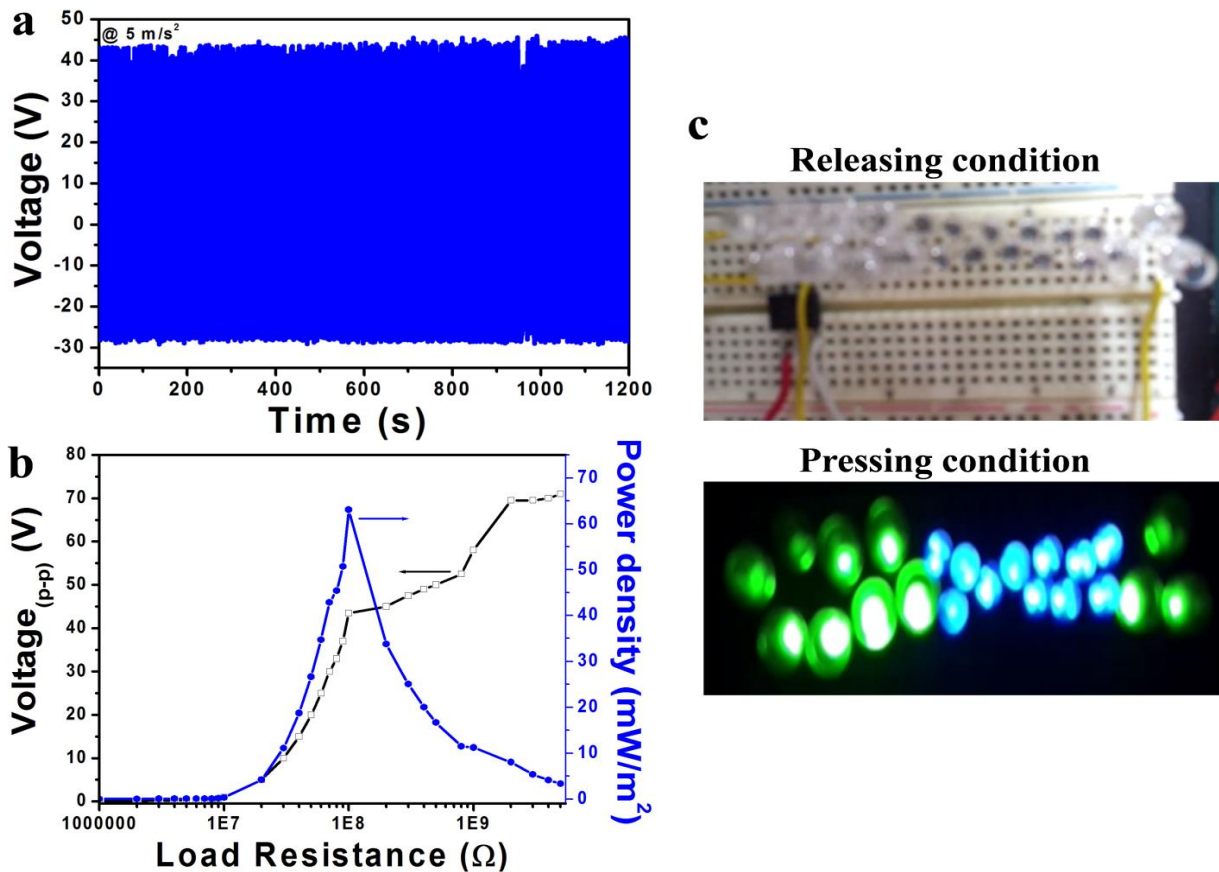 a
@ 5 m/s²
50
40
30
20
10
0
-10
-20
-30
0 200 400 600 800 1000 1200
Voltage (V)
Time (s)
b
80
70
60
50
40
30
20
10
0
70
60
50
40
30
20
10
0
1000000 1E7 1E8 1E9
Voltage(p-p) (V)
Power density (mW/m²)
Load Resistance (Ω)
c
Releasing condition
Pressing condition